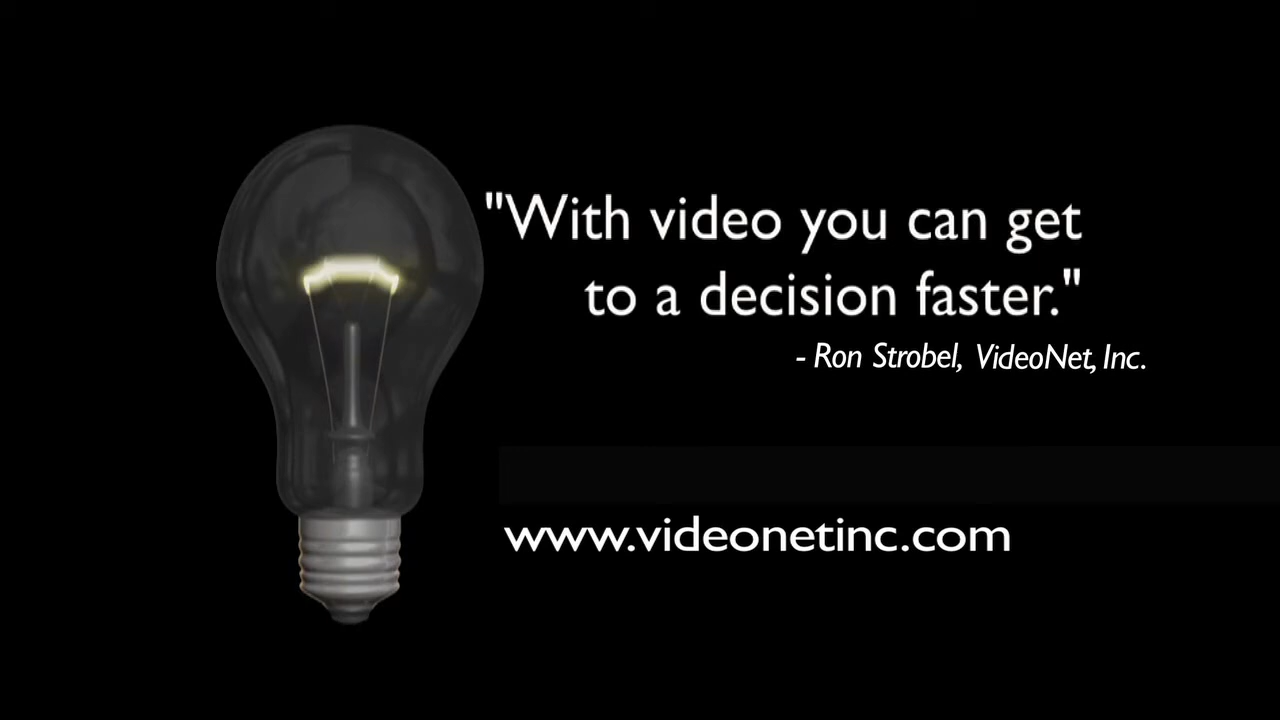 "With video you can get
to a decision faster."
- Ron Strobel, VideoNet, Inc.
www.videonetinc.com